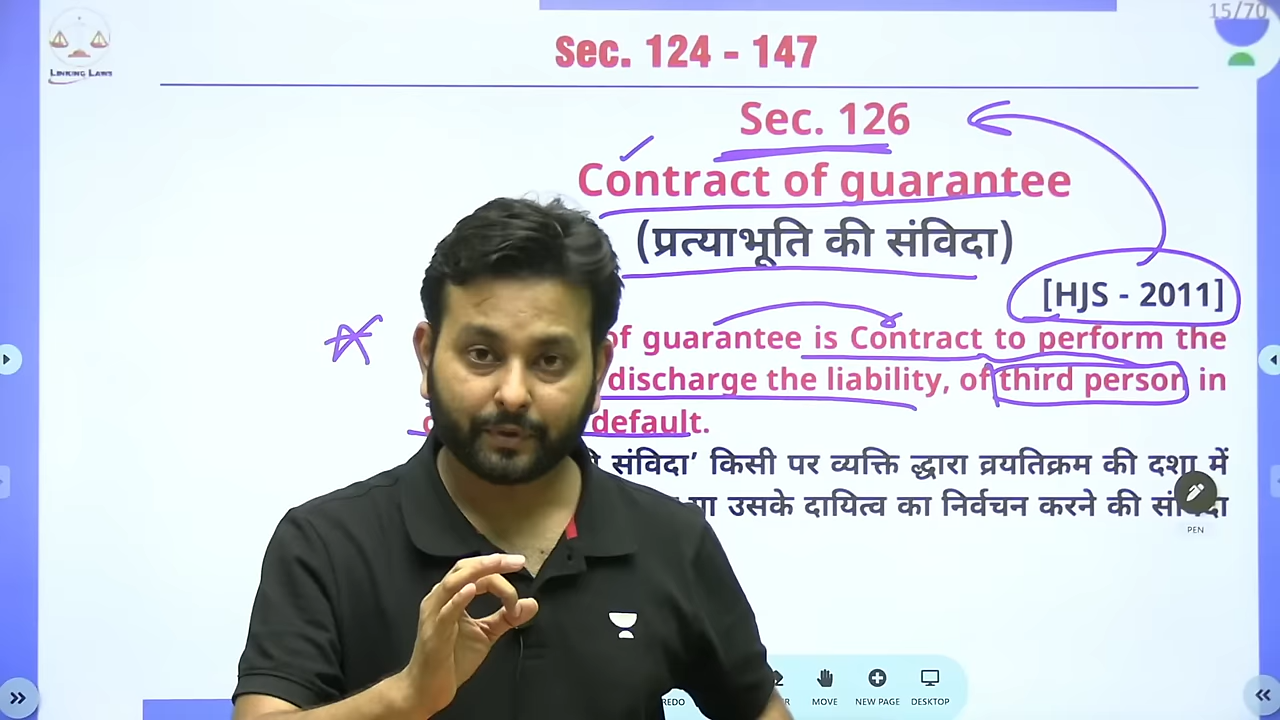 15/70
LINKING LAWS
Sec. 124 - 147
Sec. 126
Contract of guarantee
(प्रत्याभूति की संविदा)
[HJS - 2011]
of guarantee is Contract to perform the
discharge the liability, of third person in
default.
संविदा’ किसी पर व्यक्ति द्धारा व्रयतिक्रम की दशा में
उसके दायित्व का निर्वचन करने की
PEN
REDO
MOVE
NEW PAGE
DESKTOP